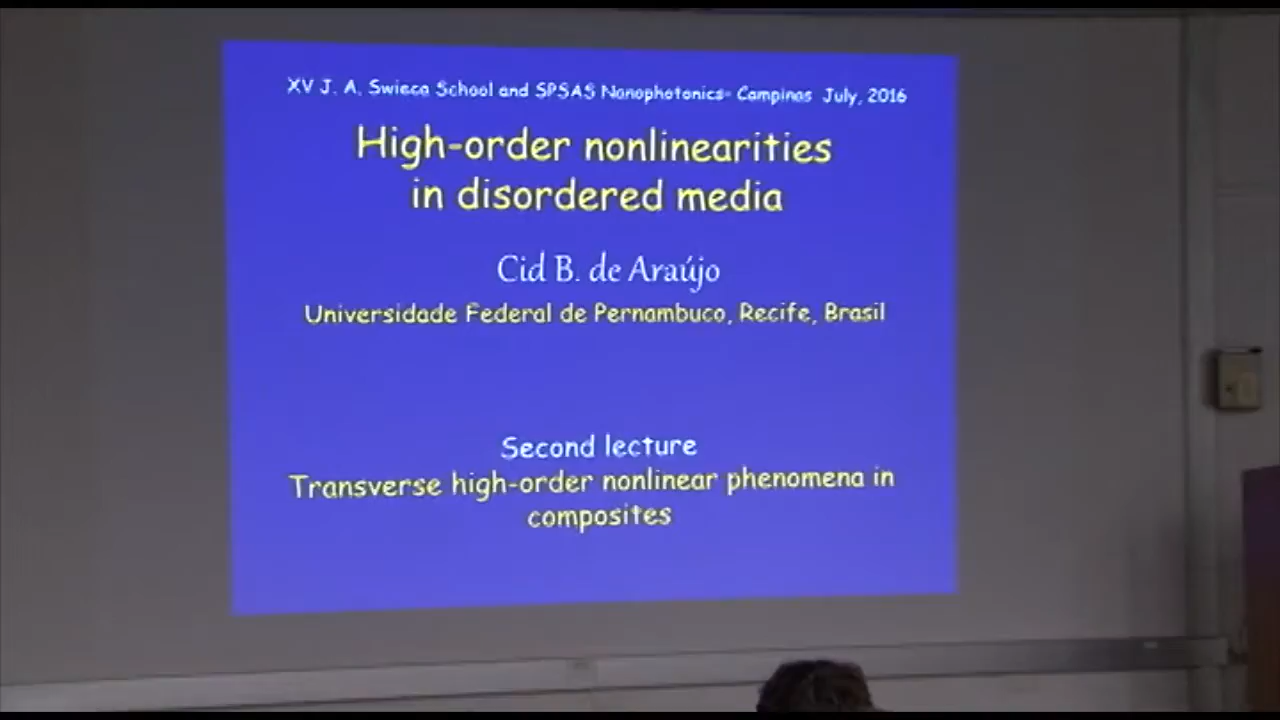 XV J. A. Swieca School and SPSAS Nanophotonics- Campinas July, 2016
High-order nonlinearities
in disordered media
Cid B. de Araújo
Universidade Federal de Pernambuco, Recife, Brasil
Second lecture
Transverse high-order nonlinear phenomena in
composites